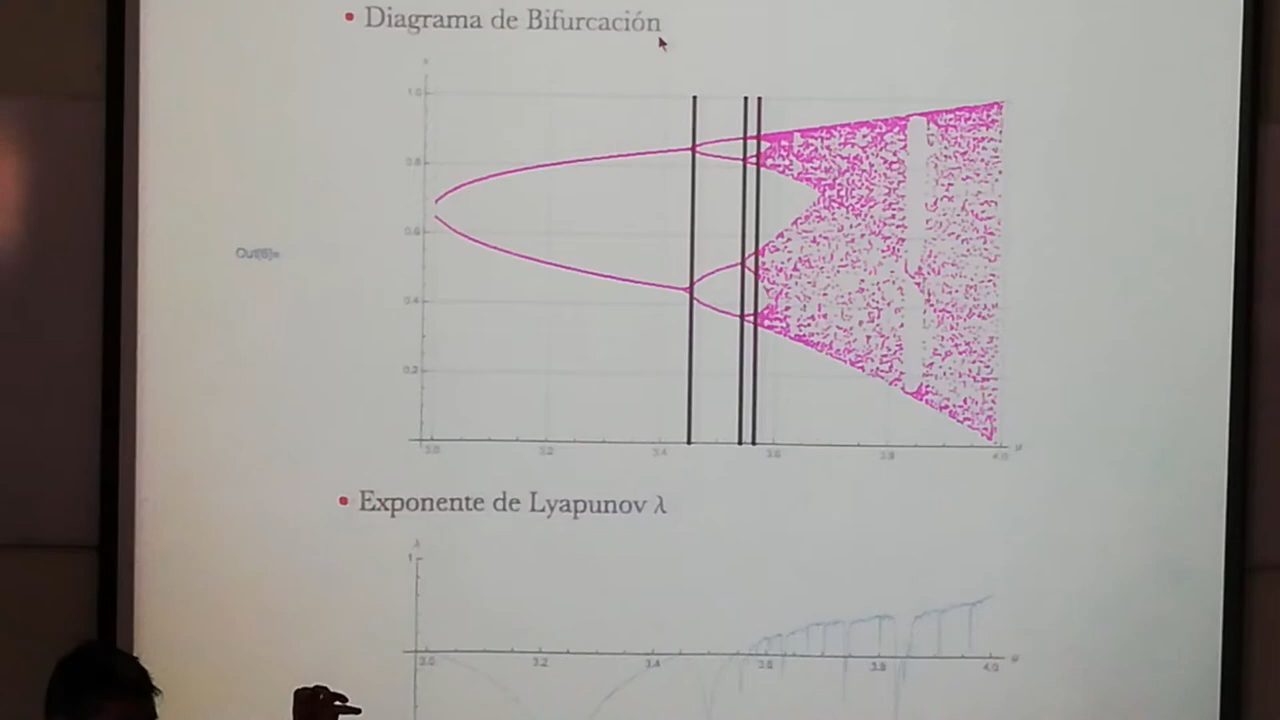 • Diagrama de Bifurcación
x
1.0
0.8
0.6
Out[6]=
0.4
0.2
3.0 3.2 3.4 3.6 3.8 4.0 μ
• Exponente de Lyapunov λ
λ
1
3.0 3.2 3.4 3.6 3.8 4.0 μ